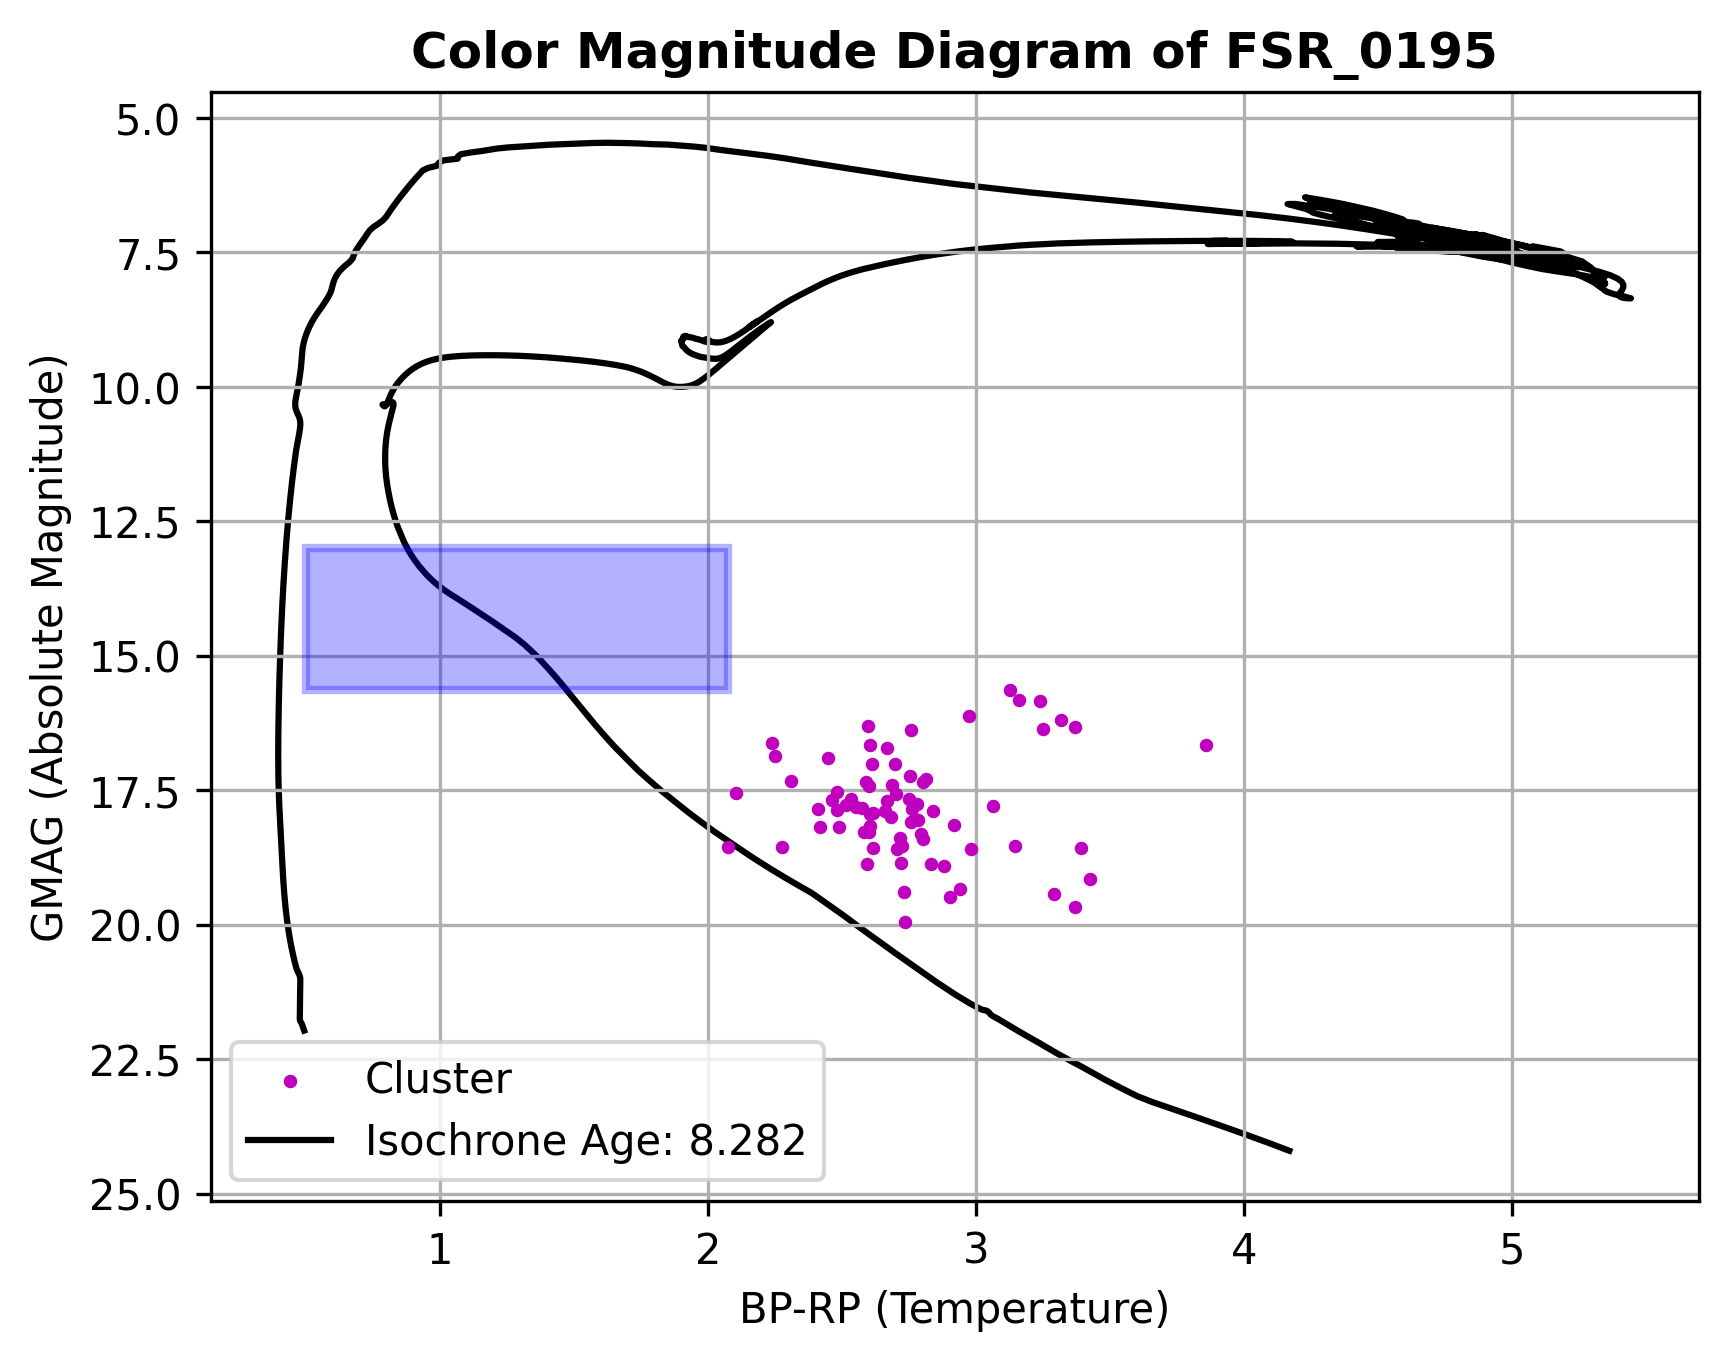 Color Magnitude Diagram of FSR_0195
GMAG (Absolute Magnitude)
5.0
7.5
10.0
12.5
15.0
17.5
20.0
22.5
25.0
Cluster
Isochrone Age: 8.282
1 2 3 4 5
BP-RP (Temperature)